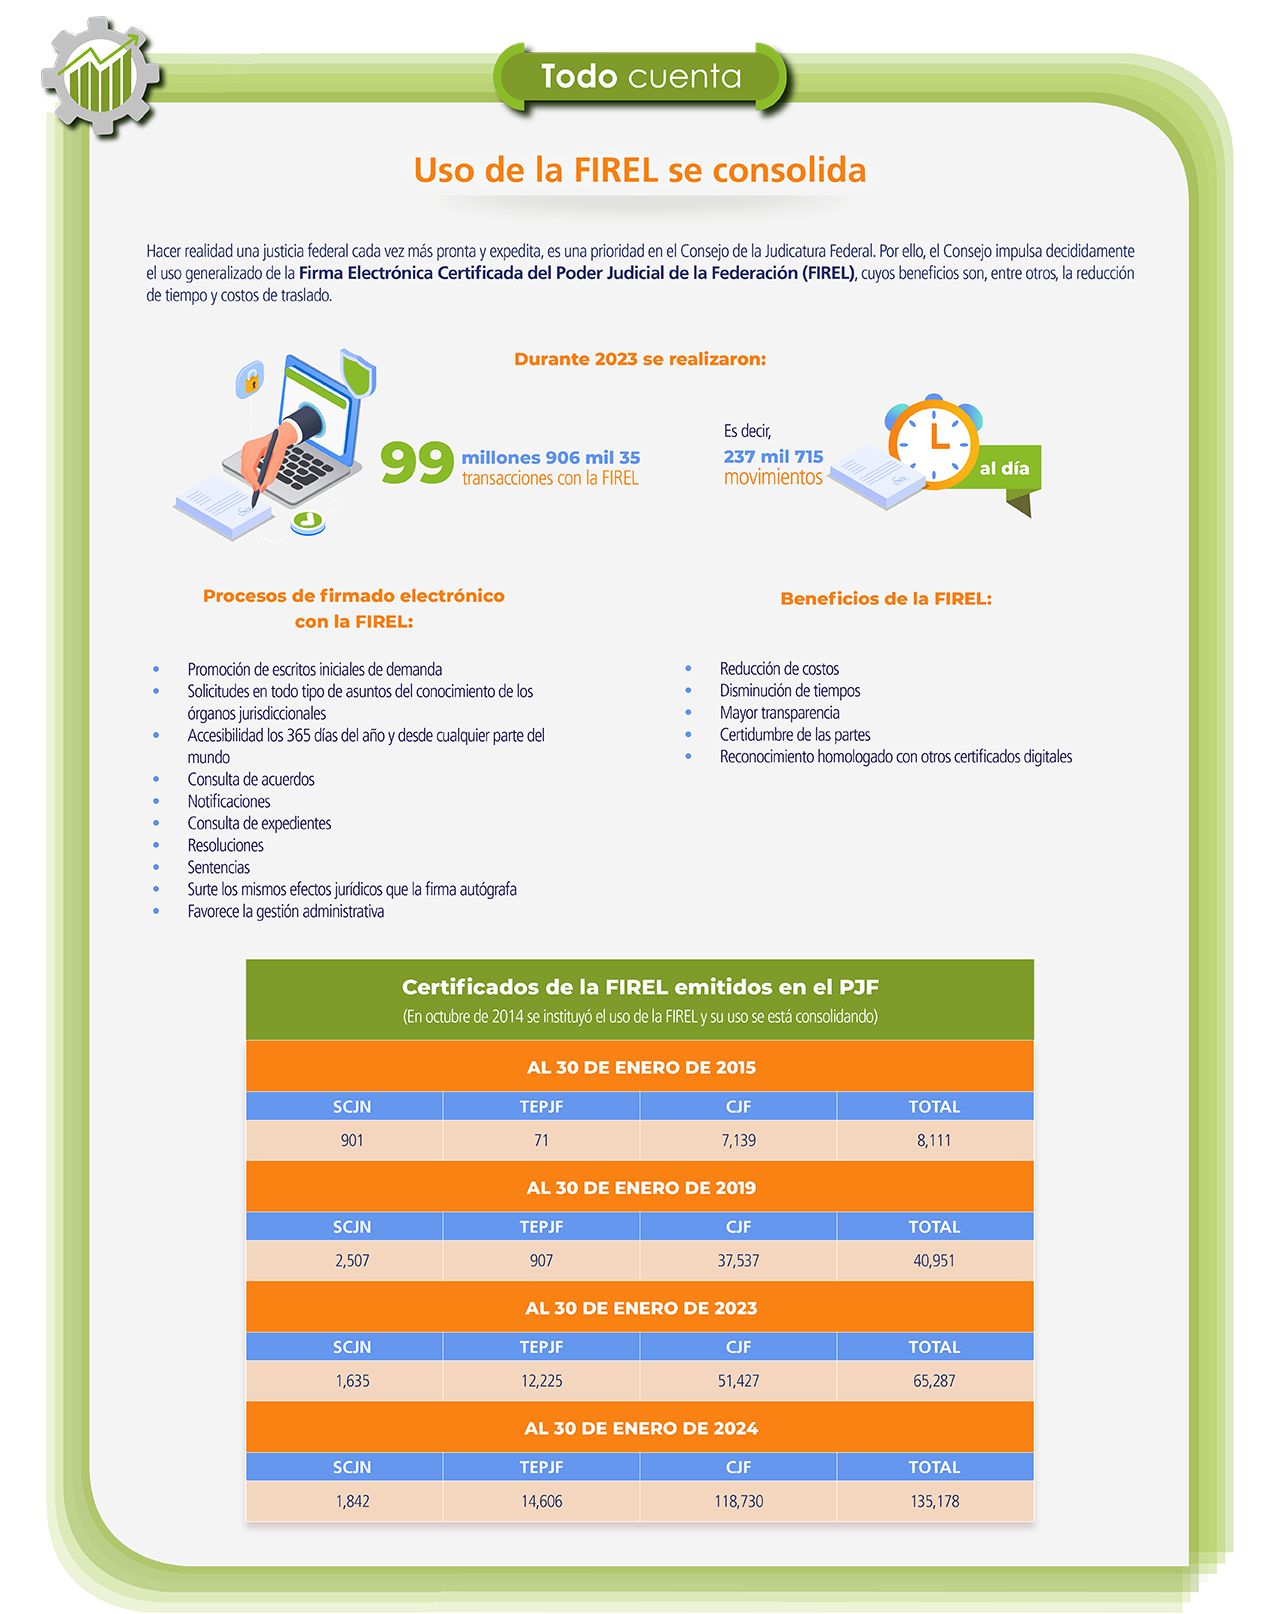 Todo cuenta
Uso de la FIREL se consolida
Hacer realidad una justicia federal cada vez más pronta y expedita, es una prioridad en el Consejo de la Judicatura Federal. Por ello, el Consejo impulsa decididamente
el uso generalizado de la Firma Electrónica Certificada del Poder Judicial de la Federación (FIREL), cuyos beneficios son, entre otros, la reducción
de tiempo y costos de traslado.
Durante 2023 se realizaron:
99 millones 906 mil 35
transacciones con la FIREL
Es decir,
237 mil 715
movimientos
al día
Procesos de firmado electrónico
con la FIREL:
• Promoción de escritos iniciales de demanda
• Solicitudes en todo tipo de asuntos del conocimiento de los
órganos jurisdiccionales
• Accesibilidad los 365 días del año y desde cualquier parte del
mundo
• Consulta de acuerdos
• Notificaciones
• Consulta de expedientes
• Resoluciones
• Sentencias
• Surte los mismos efectos jurídicos que la firma autógrafa
• Favorece la gestión administrativa
Beneficios de la FIREL:
• Reducción de costos
• Disminución de tiempos
• Mayor transparencia
• Certidumbre de las partes
• Reconocimiento homologado con otros certificados digitales
Certificados de la FIREL emitidos en el PJF
(En octubre de 2014 se instituyó el uso de la FIREL y su uso se está consolidando)
AL 30 DE ENERO DE 2015
SCJN TEPJF CJF TOTAL
901 71 7,139 8,111
AL 30 DE ENERO DE 2019
SCJN TEPJF CJF TOTAL
2,507 907 37,537 40,951
AL 30 DE ENERO DE 2023
SCJN TEPJF CJF TOTAL
1,635 12,225 51,427 65,287
AL 30 DE ENERO DE 2024
SCJN TEPJF CJF TOTAL
1,842 14,606 118,730 135,178